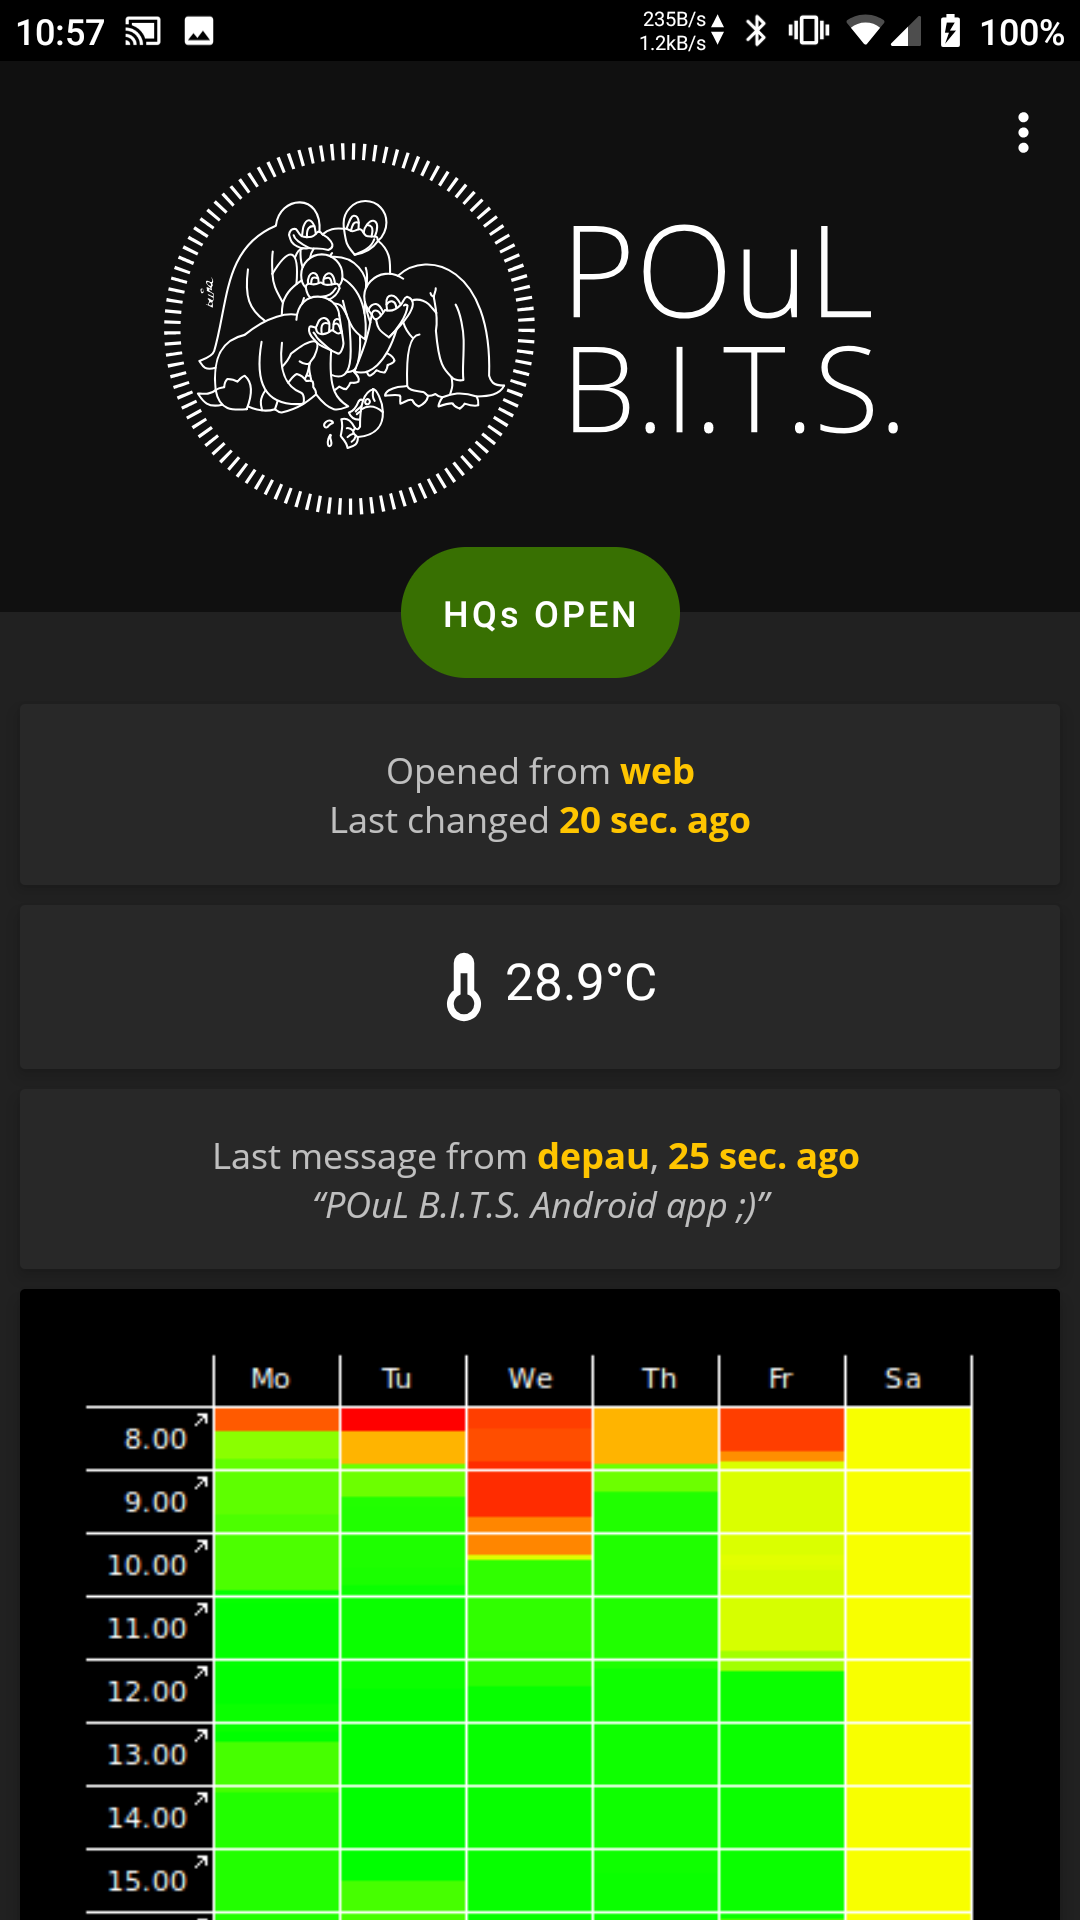 10:57
235B/s
1.2kB/s
100%
POuL
B.I.T.S.
HQs OPEN
Opened from web
Last changed 20 sec. ago
28.9°C
Last message from depau, 25 sec. ago
“POuL B.I.T.S. Android app ;)”
Mo Tu We Th Fr Sa
8.00
9.00
10.00
11.00
12.00
13.00
14.00
15.00